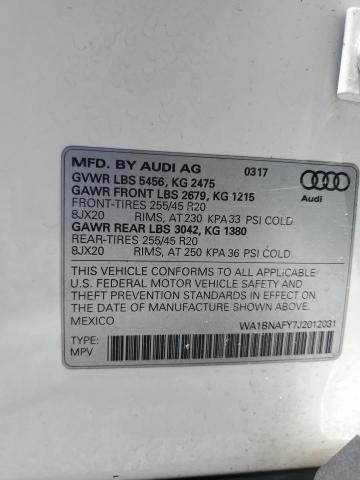 MFD. BY AUDI AG 0317
GVWR LBS 5456, KG 2475
GAWR FRONT LBS 2679, KG 1215
FRONT-TIRES 255/45 R20
8JX20 RIMS, AT 230 KPA 33 PSI COLD
GAWR REAR LBS 3042, KG 1380
REAR-TIRES 255/45 R20
8JX20 RIMS, AT 250 KPA 36 PSI COLD
Audi
THIS VEHICLE CONFORMS TO ALL APPLICABLE
U.S. FEDERAL MOTOR VEHICLE SAFETY AND
THEFT PREVENTION STANDARDS IN EFFECT ON
THE DATE OF MANUFACTURE SHOWN ABOVE.
MEXICO WA1BNAFY7J2012031
TYPE:
MPV